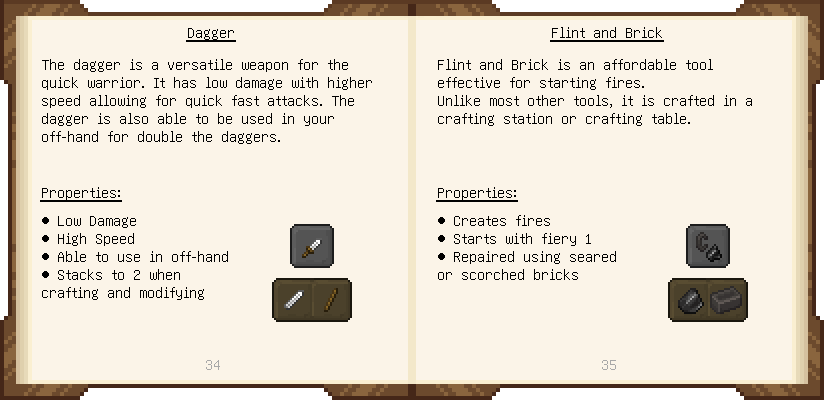 Dagger
The dagger is a versatile weapon for the
quick warrior. It has low damage with higher
speed allowing for quick fast attacks. The
dagger is also able to be used in your
off-hand for double the daggers.
Properties:
• Low Damage
• High Speed
• Able to use in off-hand
• Stacks to 2 when
crafting and modifying
34
Flint and Brick
Flint and Brick is an affordable tool
effective for starting fires.
Unlike most other tools, it is crafted in a
crafting station or crafting table.
Properties:
• Creates fires
• Starts with fiery 1
• Repaired using seared
or scorched bricks
35